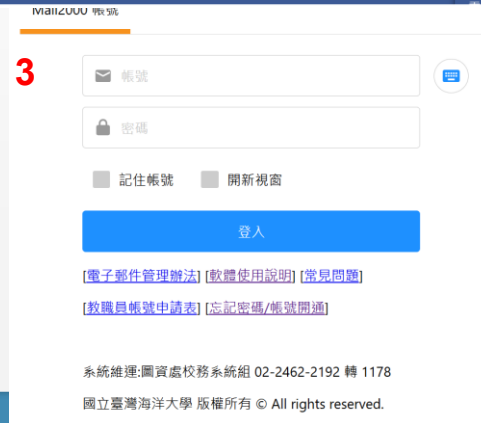 Mail2000 帳號
3
帳號
密碼
記住帳號 開新視窗
登入
[電子郵件管理辦法] [軟體使用說明] [常見問題]
[教職員帳號申請表] [忘記密碼/帳號開通]
系統維運:圖資處校務系統組 02-2462-2192 轉 1178
國立臺灣海洋大學 版權所有 © All rights reserved.